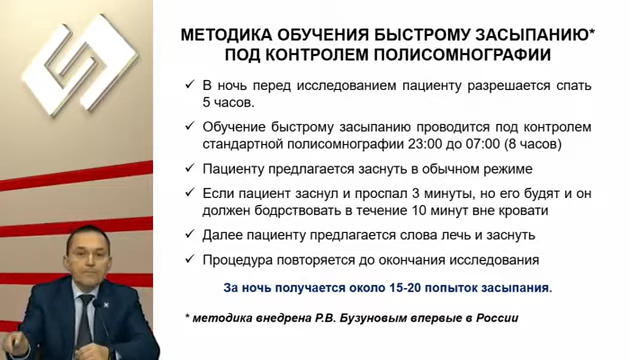 МЕТОДИКА ОБУЧЕНИЯ БЫСТРОМУ ЗАСЫПАНИЮ*
ПОД КОНТРОЛЕМ ПОЛИСОМНОГРАФИИ
✓ В ночь перед исследованием пациенту разрешается спать
5 часов.
✓ Обучение быстрому засыпанию проводится под контролем
стандартной полисомнографии 23:00 до 07:00 (8 часов)
✓ Пациенту предлагается заснуть в обычном режиме
✓ Если пациент заснул и проспал 3 минуты, но его будят и он
должен бодрствовать в течение 10 минут вне кровати
✓ Далее пациенту предлагается слова лечь и заснуть
✓ Процедура повторяется до окончания исследования
За ночь получается около 15-20 попыток засыпания.
* методика внедрена Р.В. Бузуновым впервые в России